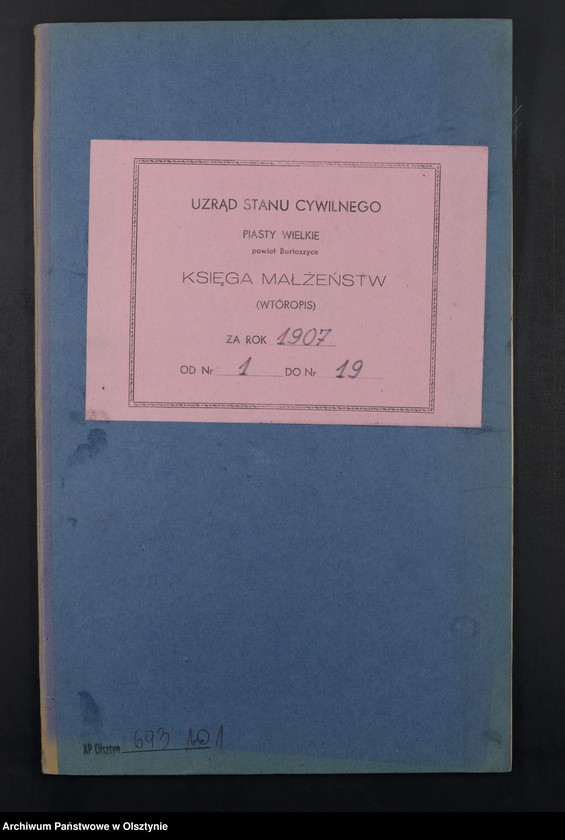 UZRĄD STANU CYWILNEGO
PIASTY WIELKIE
powiat Bartoszyce
KSIĘGA MAŁŻEŃSTW
(WTÓROPIS)
ZA ROK 1907
OD Nr 1 DO Nr 19
AP Olsztyn 693
Archiwum Państwowe w Olsztynie